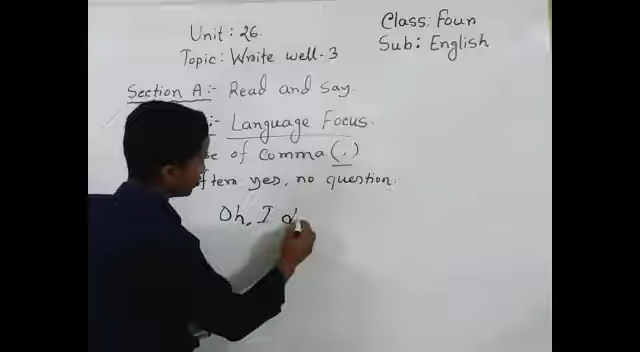 Unit: 26.
Topic: Write well-3
Class: Four
Sub: English
Section A:- Read and Say.
:- Language Focus.
of comma (,)
yes, no question.
Oh, I d